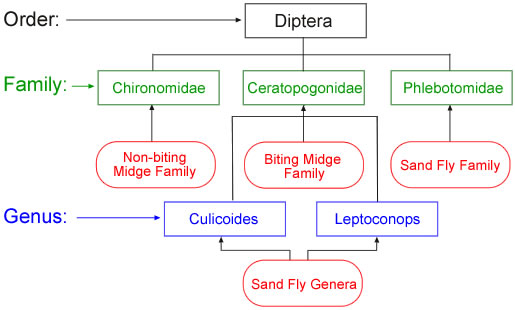 Order:
Diptera
Family:
Chironomidae
Ceratopogonidae
Phlebotomidae
Non-biting
Midge Family
Biting Midge
Family
Sand Fly Family
Genus:
Culicoides
Leptoconops
Sand Fly Genera